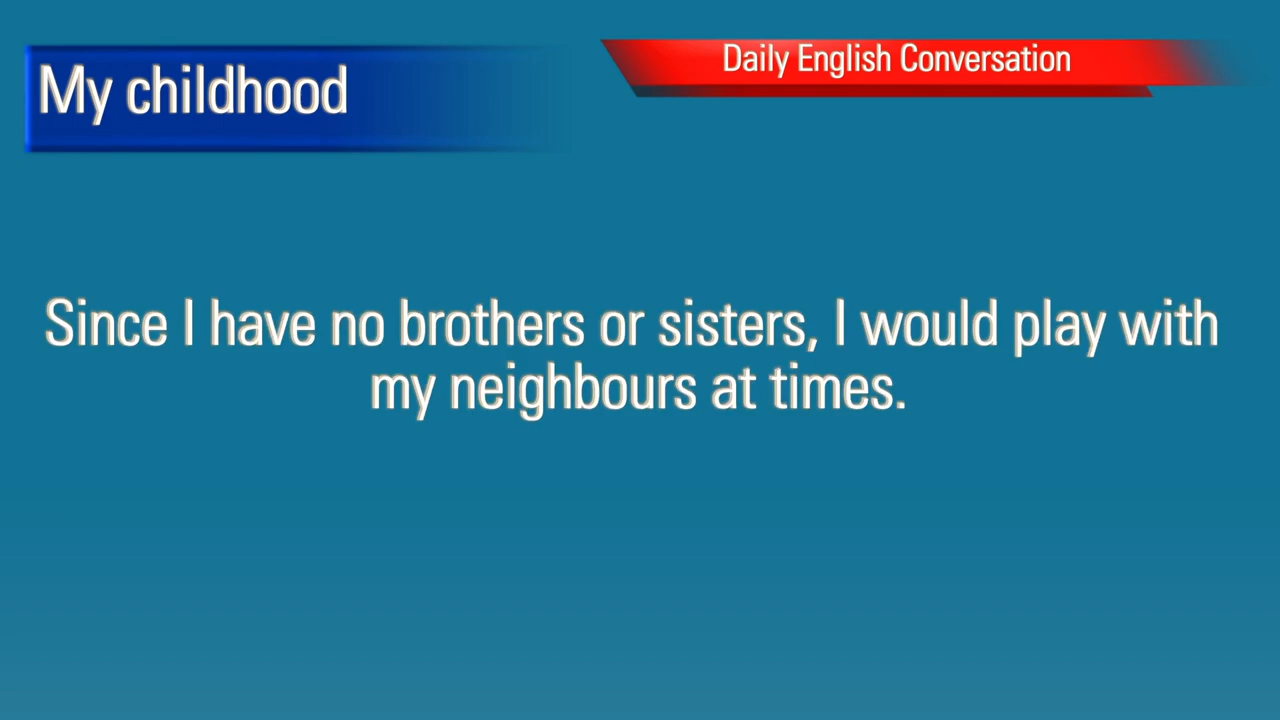 My childhood
Daily English Conversation
Since I have no brothers or sisters, I would play with
my neighbours at times.